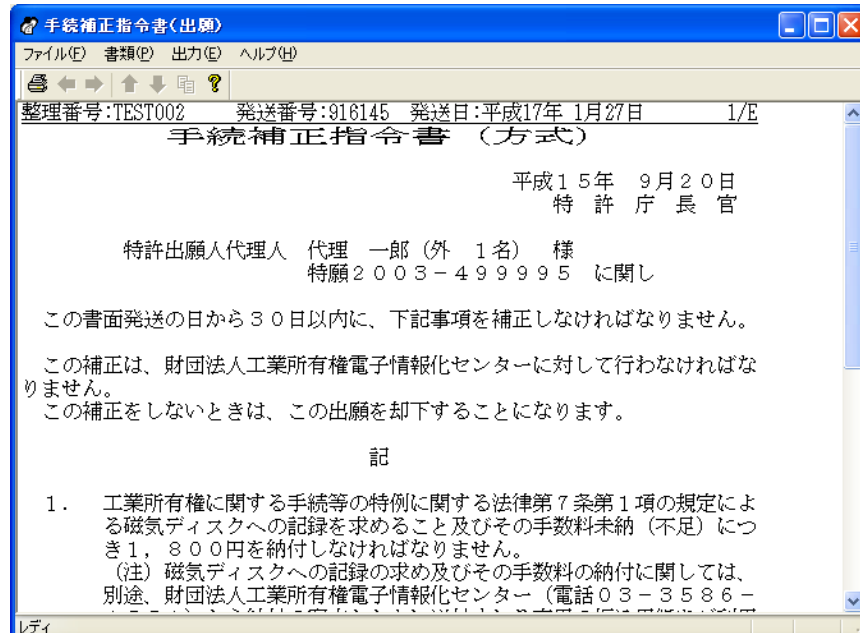 手続補正指令書(出願)
ファイル(F) 書類(P) 出力(E) ヘルプ(H)
整理番号:TEST002 発送番号:916145 発送日:平成17年 1月27日 1/E
手続補正指令書(方式)
平成15年 9月20日
特許庁長官
特許出願人代理人 代理 一郎(外 1名) 様
特願2003-499995 に関し
この書面発送の日から30日以内に、下記事項を補正しなければなりません。
この補正は、財団法人工業所有権電子情報化センターに対して行わなければな
りません。
この補正をしないときは、この出願を却下することになります。
記
1. 工業所有権に関する手続等の特例に関する法律第7条第1項の規定によ
る磁気ディスクへの記録を求めること及びその手数料未納(不足)につ
き1,800円を納付しなければなりません。
(注)磁気ディスクへの記録の求め及びその手数料の納付に関しては、
別途、財団法人工業所有権電子情報化センター(電話03-3586-
レディ